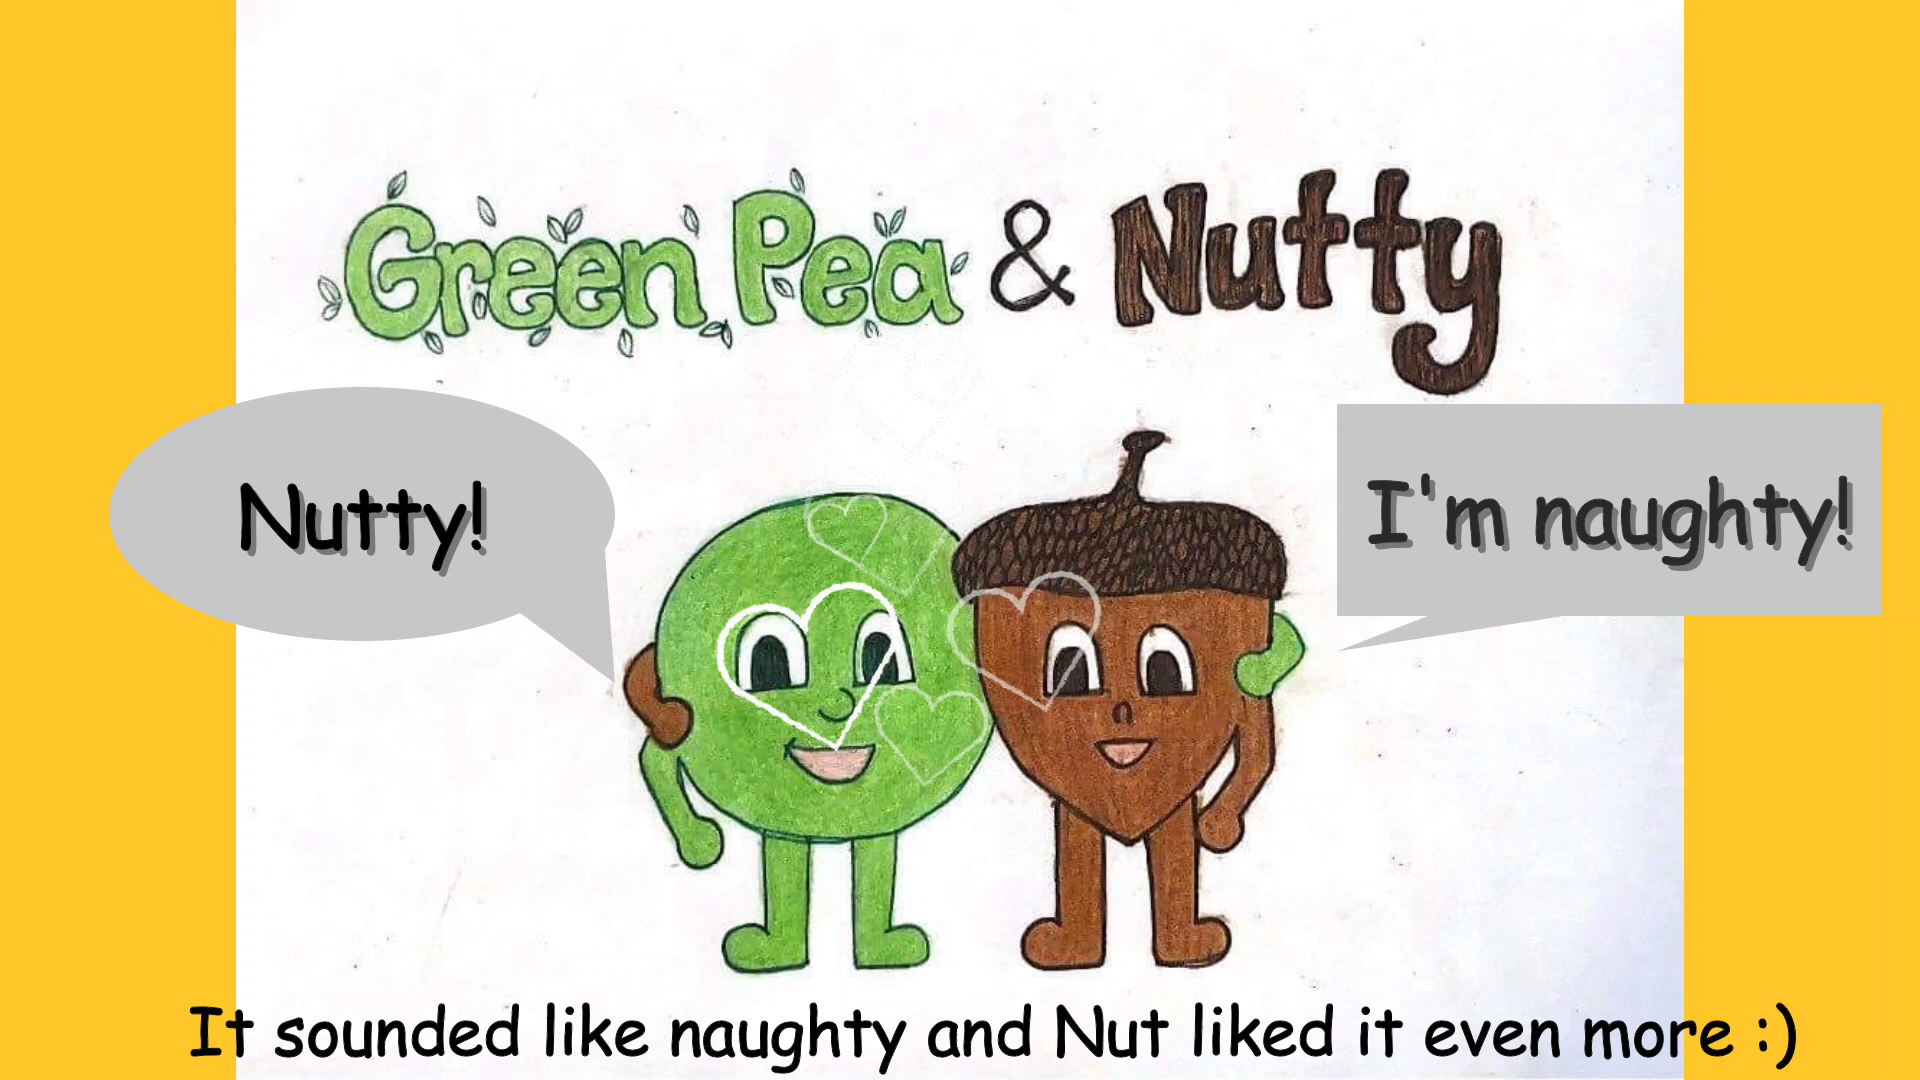 Green Pea & Nutty
Nutty!
I'm naughty!
It sounded like naughty and Nut liked it even more :)